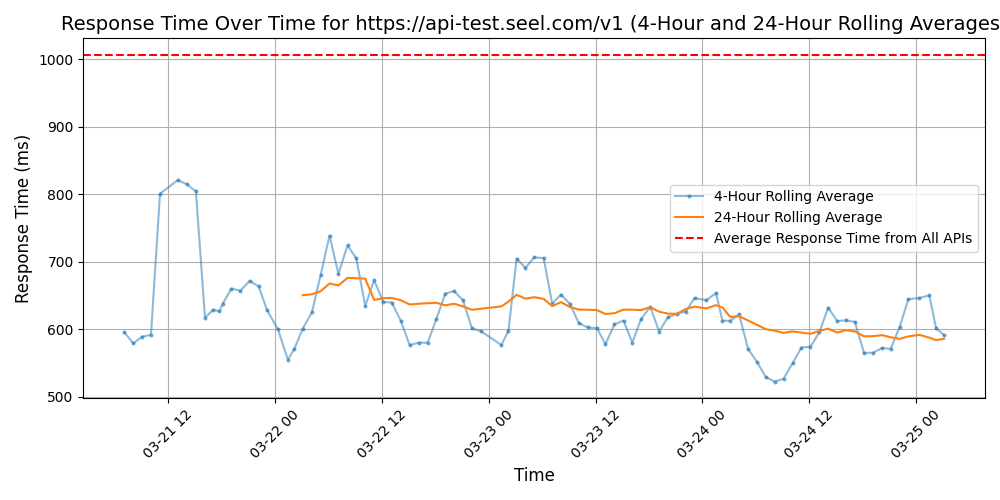 Response Time Over Time for https://api-test.seel.com/v1 (4-Hour and 24-Hour Rolling Averages
Response Time (ms)
1000
900
800
700
600
500
4-Hour Rolling Average
24-Hour Rolling Average
Average Response Time from All APIs
03-21 12
03-22 00
03-22 12
03-23 00
03-23 12
03-24 00
03-24 12
03-25 00
Time